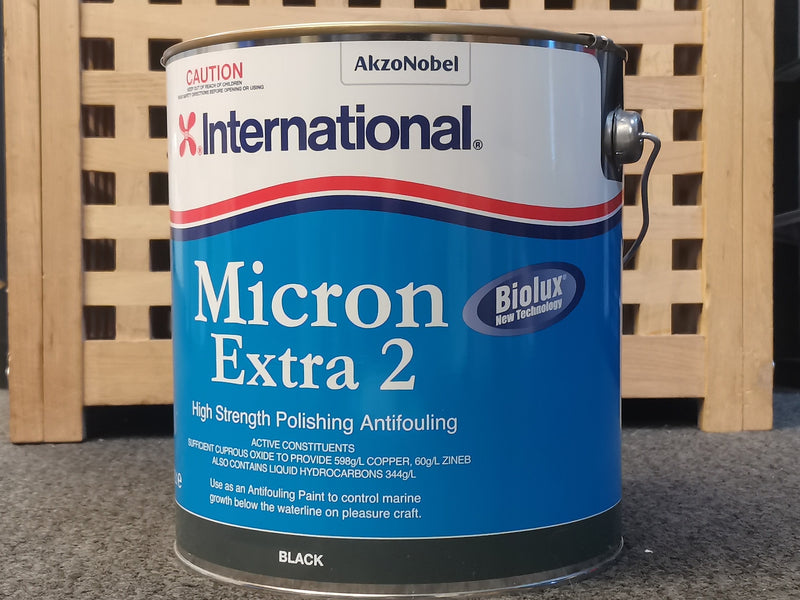 AkzoNobel
CAUTION
KEEP OUT OF REACH OF CHILDREN
READ SAFETY DIRECTIONS BEFORE OPENING OR USING
International®
Micron
Extra 2
Biolux®
New Technology
High Strength Polishing Antifouling
ACTIVE CONSTITUENTS
SUFFICIENT CUPROUS OXIDE TO PROVIDE 598g/L COPPER, 60g/L ZINEB
ALSO CONTAINS LIQUID HYDROCARBONS 344g/L
Use as an Antifouling Paint to control marine
growth below the waterline on pleasure craft.
BLACK